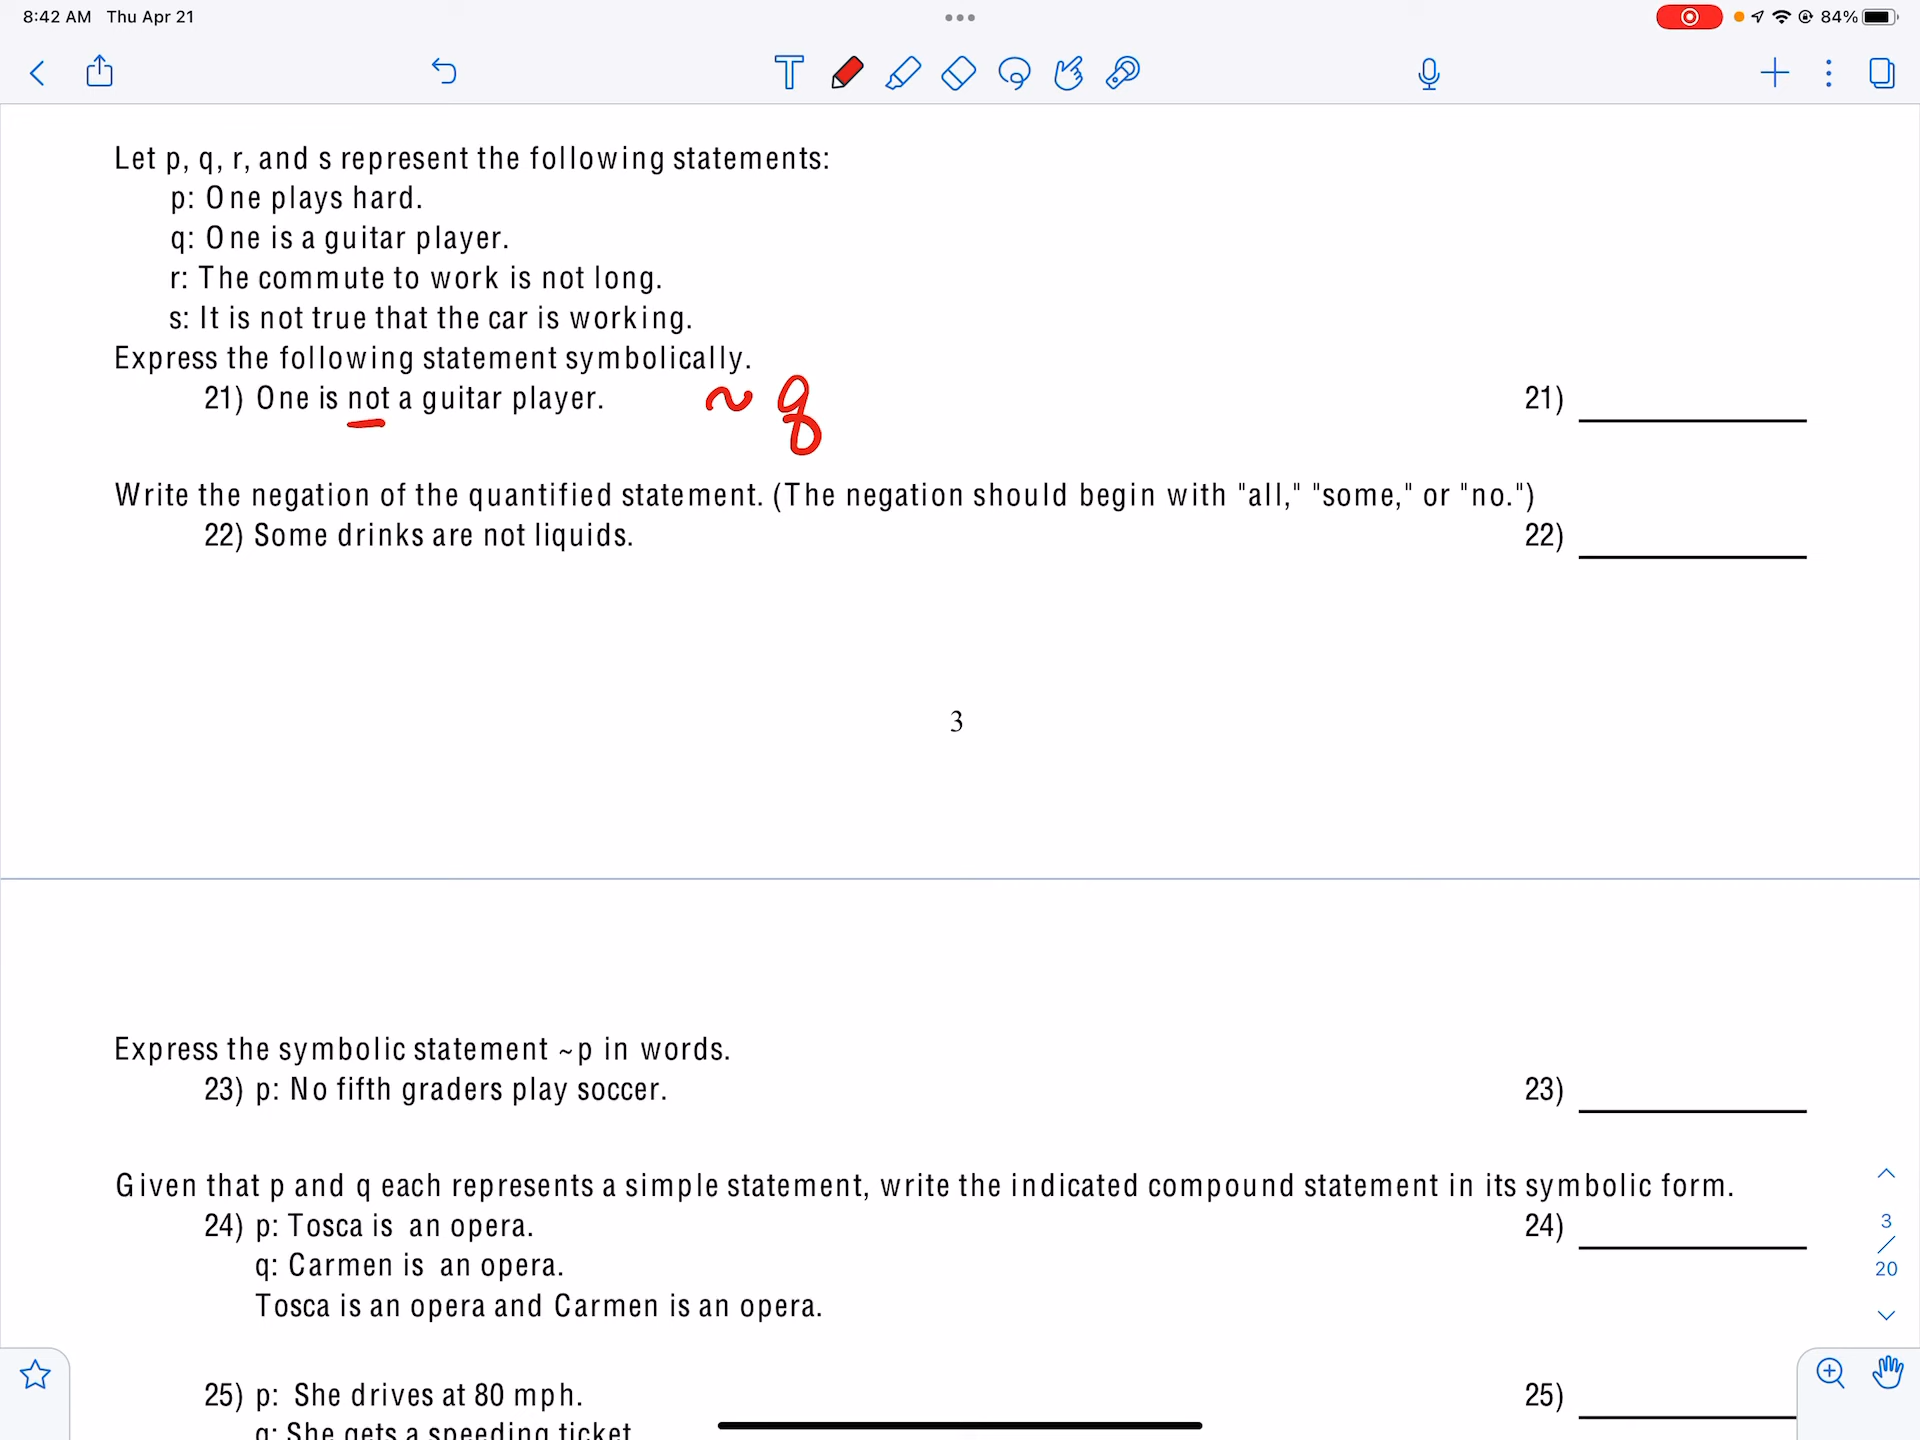 8:42 AM Thu Apr 21
84%
Let p, q, r, and s represent the following statements:
p: One plays hard.
q: One is a guitar player.
r: The commute to work is not long.
s: It is not true that the car is working.
Express the following statement symbolically.
21) One is not a guitar player. ~ q 21)
Write the negation of the quantified statement. (The negation should begin with "all," "some," or "no.")
22) Some drinks are not liquids. 22)
3
Express the symbolic statement ~p in words.
23) p: No fifth graders play soccer. 23)
Given that p and q each represents a simple statement, write the indicated compound statement in its symbolic form.
24) p: Tosca is an opera. 24)
q: Carmen is an opera.
Tosca is an opera and Carmen is an opera.
3
/
20
25) p: She drives at 80 mph. 25)
q: She gets a speeding ticket